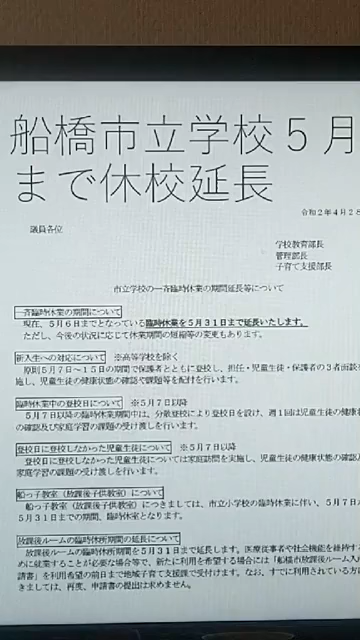 船橋市立学校５月
まで休校延長
令和２年４月２８
議員各位
学校教育部長
管理部長
子育て支援部長
市立学校の一斉臨時休業の期間延長等について
一斉臨時休業の期間について
現在、５月６日までとなっている臨時休業を５月３１日まで延長いたします。
ただし、今後の状況に応じて休業期間の短縮等の変更もあります。
新入生への対応について ※高等学校を除く
原則５月７日～１５日の期間で保護者とともに登校し、担任・児童生徒・保護者の３者面談を
施し、児童生徒の健康状態の確認や課題等を配付を行います。
臨時休業中の登校日について ※５月７日以降
５月７日以降の臨時休業期間中は、分散登校により登校日を設け、週１回は児童生徒の健康状
の確認及び家庭学習の課題の受け渡しを行います。
登校日に登校しなかった児童生徒について ※５月７日以降
登校日に登校しなかった児童生徒については家庭訪問を実施し、児童生徒の健康状態の確認
家庭学習の課題の受け渡しを行います。
船っ子教室（放課後子供教室）について
船っ子教室（放課後子供教室）につきましては、市立小学校の臨時休業に伴い、５月７日
５月３１日までの期間、臨時休室となります。
放課後ルームの臨時休所期間の延長について
放課後ルームの臨時休所期間を５月３１日まで延長します。医療従事者や社会機能を維持する
めに就業することが必要な場合等で、新たに利用を希望する場合には「船橋市放課後ルーム入
請書」を利用希望の前日まで地域子育て支援課で受付けます。なお、すでに利用されている方に
きましては、再度、申請書の提出は求めません。